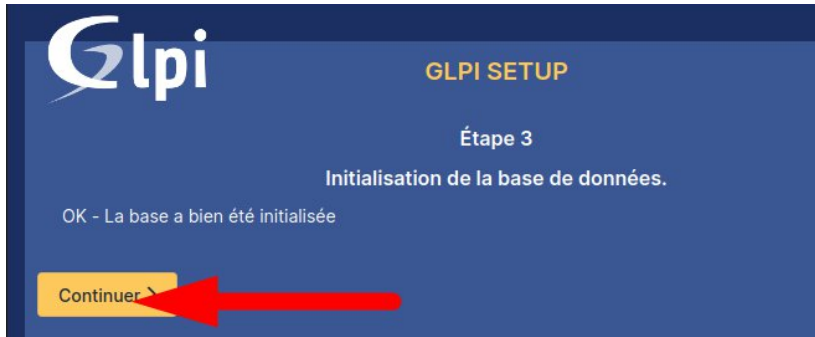 Glpi
GLPI SETUP
Étape 3
Initialisation de la base de données.
OK - La base a bien été initialisée
Continuer >